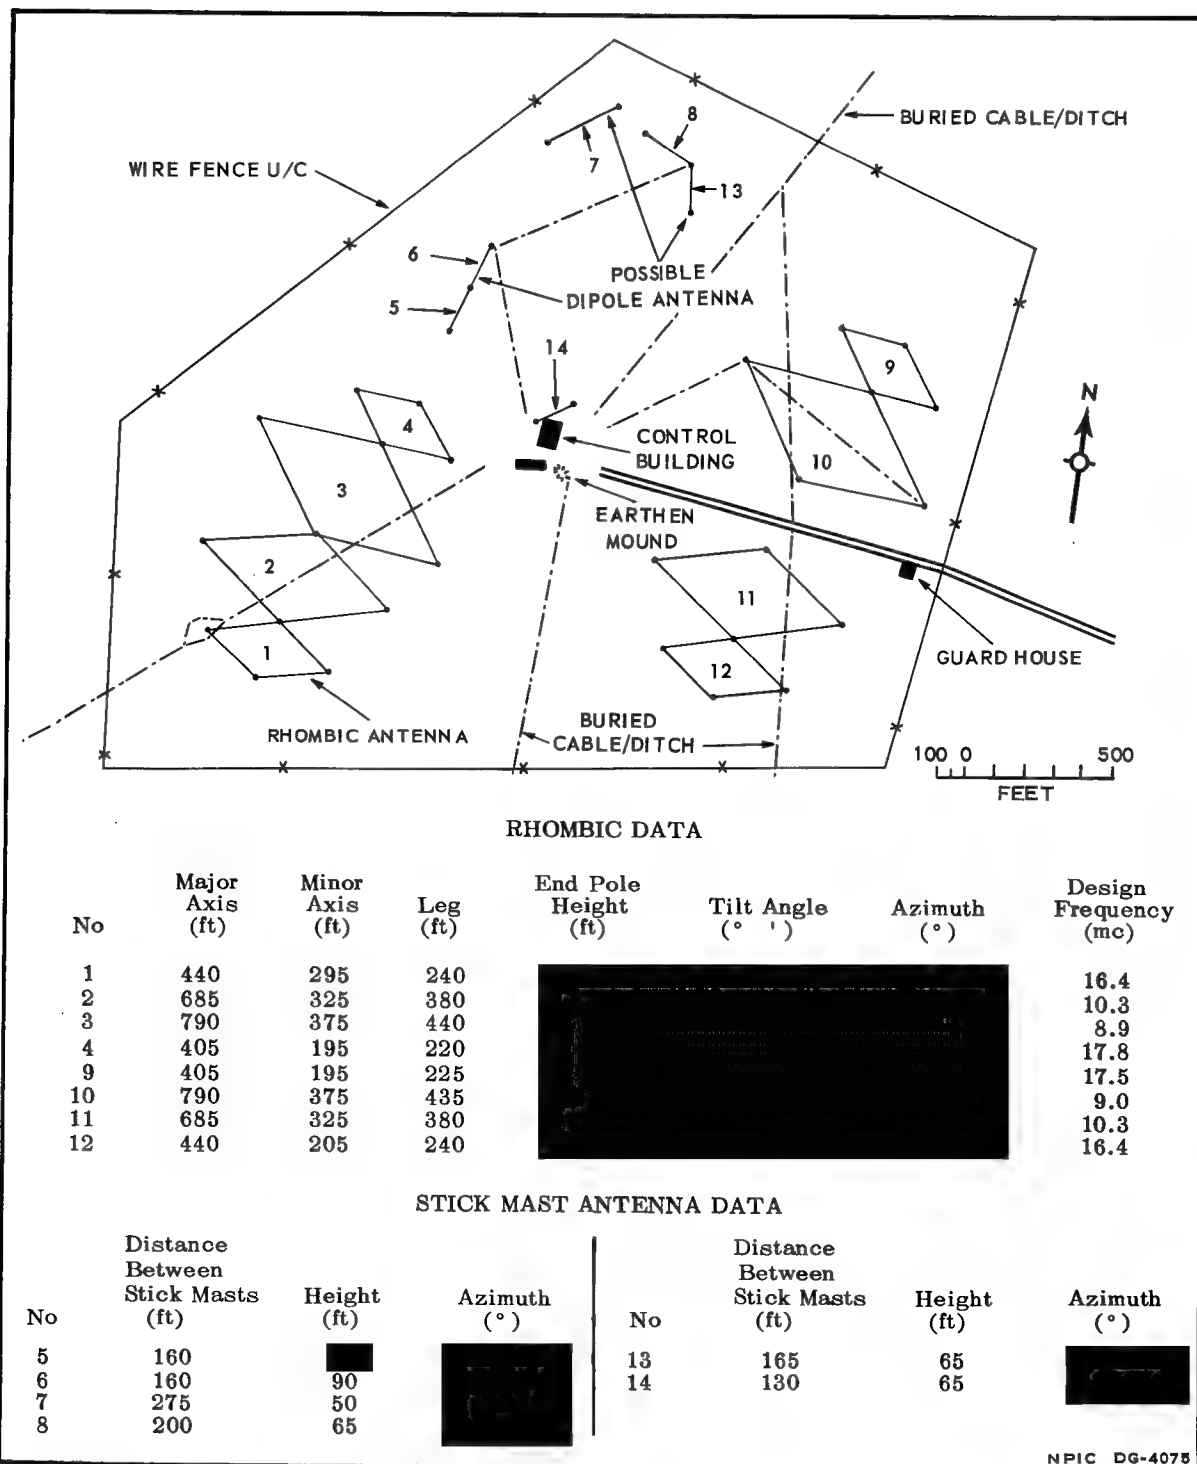 8
BURIED CABLE/DITCH
7
WIRE FENCE U/C
13
6
POSSIBLE
DIPOLE ANTENNA
5
14
9
N
4
CONTROL
BUILDING
10
3
EARTHEN
MOUND
2
11
1
12
GUARD HOUSE
RHOMBIC ANTENNA
BURIED
CABLE/DITCH
100 0 500
FEET
RHOMBIC DATA
No Major Axis (ft) Minor Axis (ft) Leg (ft) End Pole Height (ft) Tilt Angle (° ') Azimuth (°) Design Frequency (mc)
1 440 295 240 16.4
2 685 325 380 10.3
3 790 375 440 8.9
4 405 195 220 17.8
9 405 195 225 17.5
10 790 375 435 9.0
11 685 325 380 10.3
12 440 205 240 16.4
STICK MAST ANTENNA DATA
No Distance Between Stick Masts (ft) Height (ft) Azimuth (°) No Distance Between Stick Masts (ft) Height (ft) Azimuth (°)
5 160 13 165 65
6 160 90 14 130 65
7 275 50
8 200 65
NPIC DG-4075